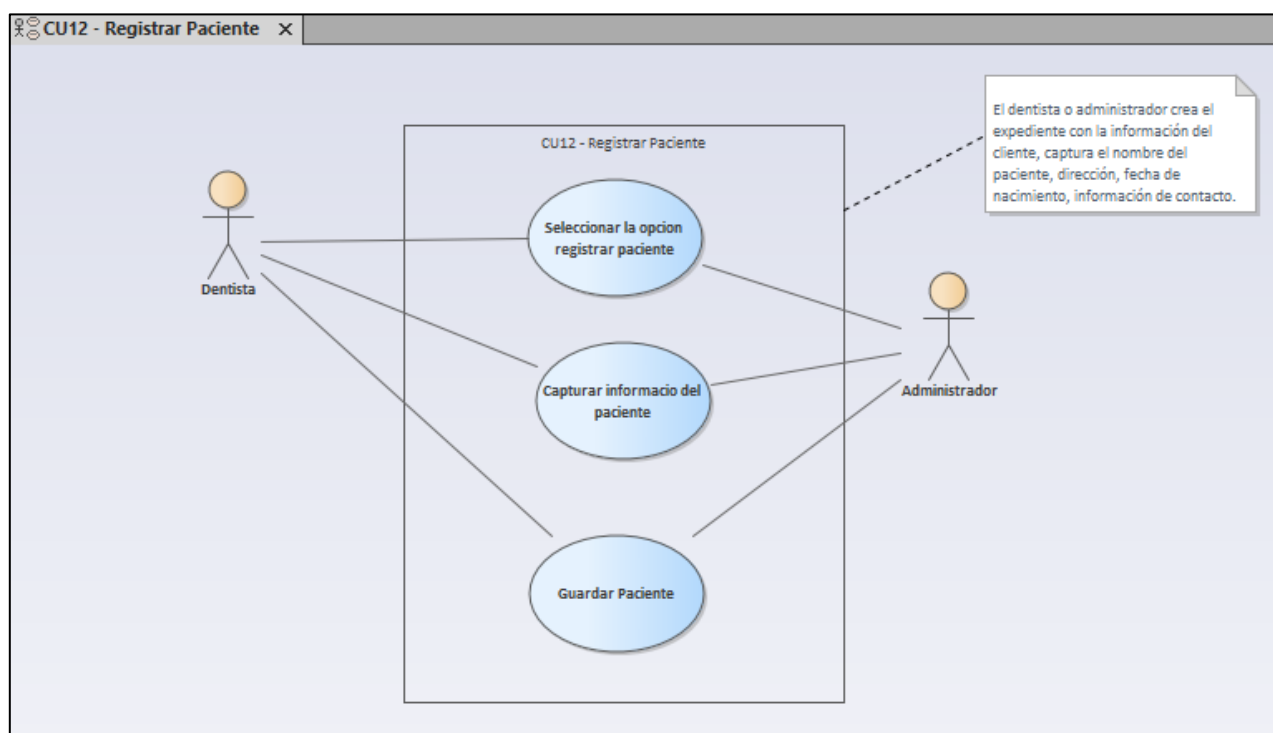 CU12 - Registrar Paciente X
El dentista o administrador crea el
expediente con la información del
cliente, captura el nombre del
paciente, dirección, fecha de
nacimiento, información de contacto.
CU12 - Registrar Paciente
Seleccionar la opcion
registrar paciente
Dentista
Capturar informacio del
paciente
Administrador
Guardar Paciente